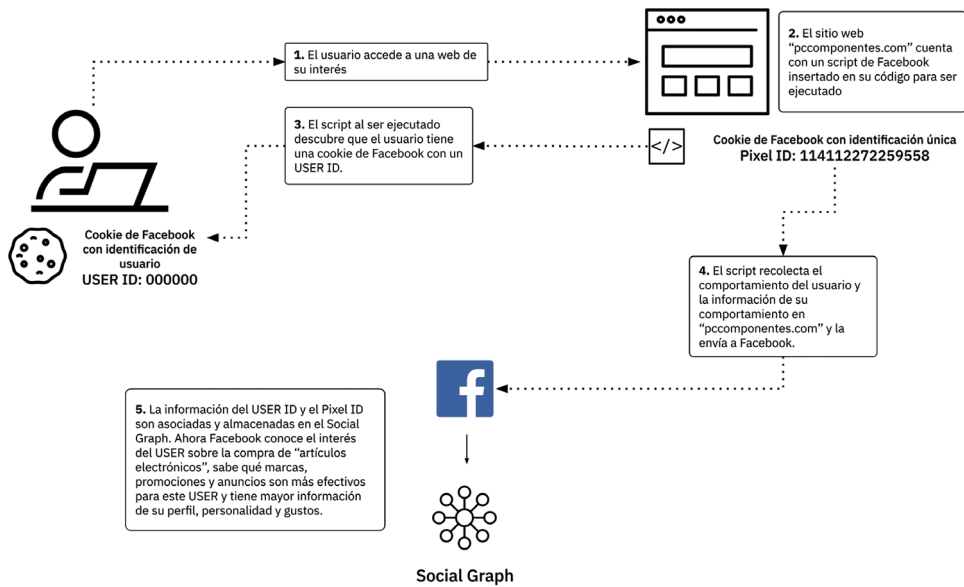 1. El usuario accede a una web de
su interés
2. El sitio web
“pccomponentes.com” cuenta
con un script de Facebook
insertado en su código para ser
ejecutado
3. El script al ser ejecutado
descubre que el usuario tiene
una cookie de Facebook con un
USER ID.
</>
Cookie de Facebook con identificación única
Pixel ID: 114112272259558
Cookie de Facebook
con identificación de
usuario
USER ID: 000000
4. El script recolecta el
comportamiento del usuario y
la información de su
comportamiento en
“pccomponentes.com” y la
envía a Facebook.
f
5. La información del USER ID y el Pixel ID
son asociadas y almacenadas en el Social
Graph. Ahora Facebook conoce el interés
del USER sobre la compra de “artículos
electrónicos”, sabe qué marcas,
promociones y anuncios son más efectivos
para este USER y tiene mayor información
de su perfil, personalidad y gustos.
Social Graph